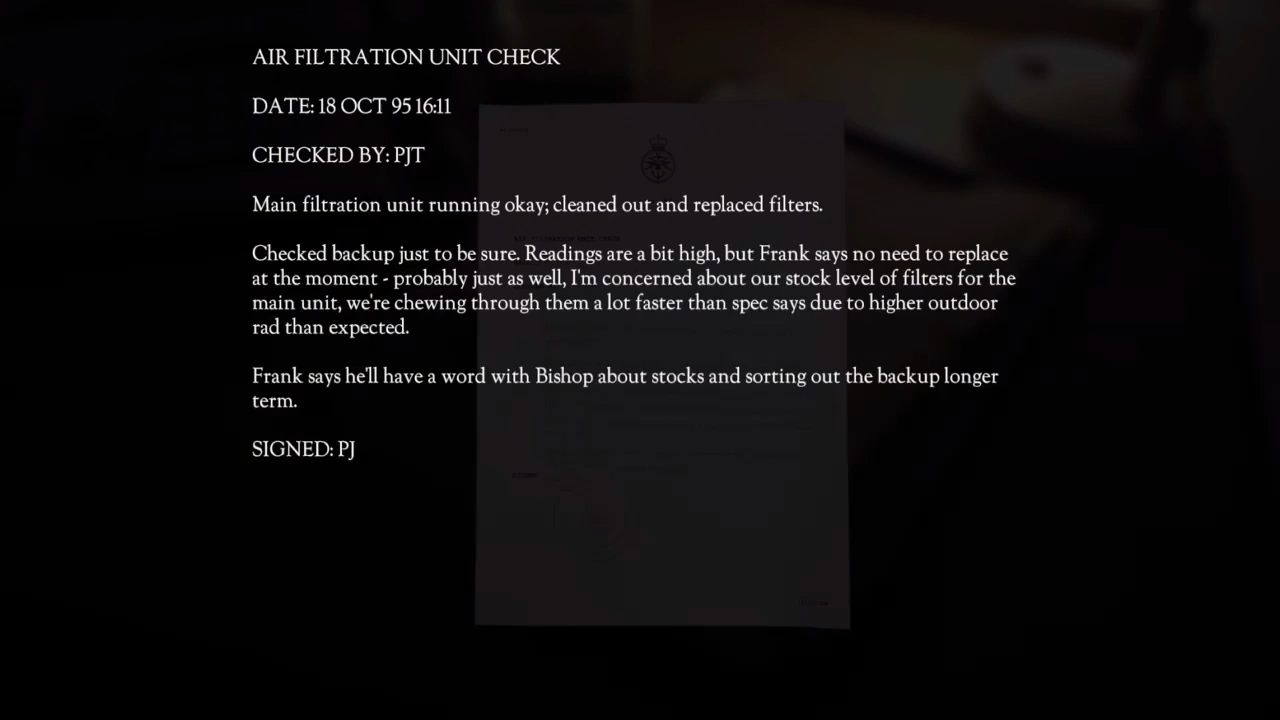 AIR FILTRATION UNIT CHECK
DATE: 18 OCT 95 16:11
CHECKED BY: PJT
Main filtration unit running okay; cleaned out and replaced filters.
Checked backup just to be sure. Readings are a bit high, but Frank says no need to replace
at the moment - probably just as well, I'm concerned about our stock level of filters for the
main unit, we're chewing through them a lot faster than spec says due to higher outdoor
rad than expected.
Frank says he'll have a word with Bishop about stocks and sorting out the backup longer
term.
SIGNED: PJ